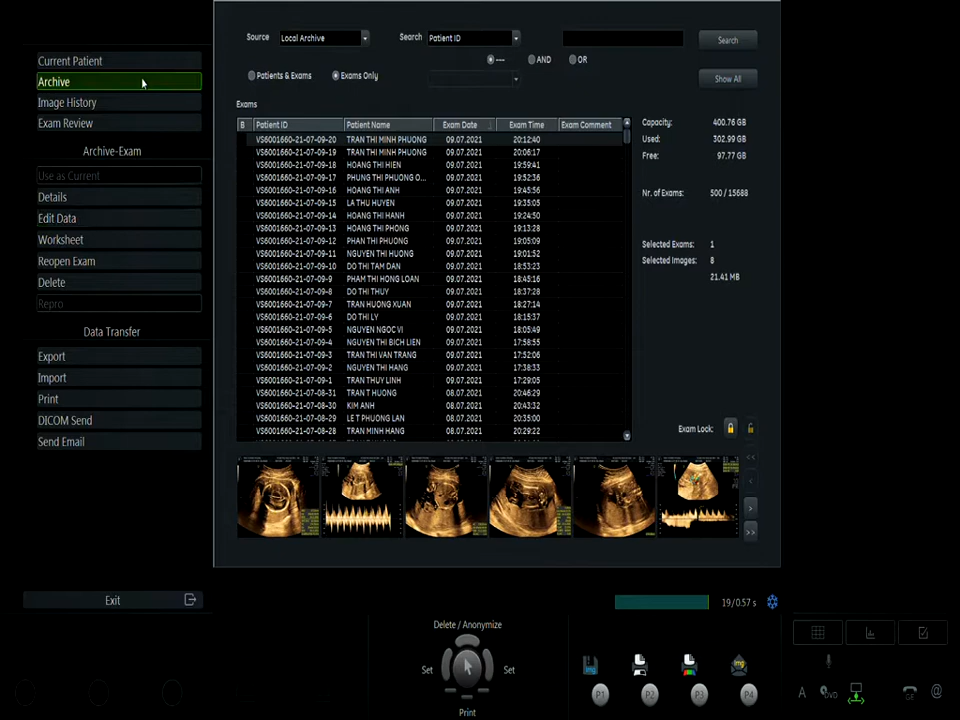 Current Patient
Archive
Image History
Exam Review
Archive-Exam
Use as Current
Details
Edit Data
Worksheet
Reopen Exam
Delete
Repro
Data Transfer
Export
Import
Print
DICOM Send
Send Email
Exit
Source Local Archive Search Patient ID Search
--- AND OR
Patients & Exams Exams Only Show All
Exams
B Patient ID Patient Name Exam Date Exam Time Exam Comment
VS6001660-21-07-09-20 TRAN THI MINH PHUONG 09.07.2021 20:12:40
VS6001660-21-07-09-19 TRAN THI MINH PHUONG 09.07.2021 20:06:17
VS6001660-21-07-09-18 HOANG THI HIEN 09.07.2021 19:59:41
VS6001660-21-07-09-17 PHUNG THI PHUONG O... 09.07.2021 19:52:36
VS6001660-21-07-09-16 HOANG THI ANH 09.07.2021 19:45:56
VS6001660-21-07-09-15 LA THU HUYEN 09.07.2021 19:35:05
VS6001660-21-07-09-14 HOANG THI HANH 09.07.2021 19:24:50
VS6001660-21-07-09-13 HOANG THI PHONG 09.07.2021 19:13:28
VS6001660-21-07-09-12 PHAN THI PHUONG 09.07.2021 19:05:09
VS6001660-21-07-09-11 NGUYEN THI HUONG 09.07.2021 19:01:52
VS6001660-21-07-09-10 DO THI TAM DAN 09.07.2021 18:53:23
VS6001660-21-07-09-9 PHAM THI HONG LOAN 09.07.2021 18:45:16
VS6001660-21-07-09-8 DO THI THUY 09.07.2021 18:37:28
VS6001660-21-07-09-7 TRAN HUONG XUAN 09.07.2021 18:27:14
VS6001660-21-07-09-6 DO THI LY 09.07.2021 18:15:37
VS6001660-21-07-09-5 NGUYEN NGOC VI 09.07.2021 18:05:49
VS6001660-21-07-09-4 NGUYEN THI BICH LIEN 09.07.2021 17:58:55
VS6001660-21-07-09-3 TRAN THI VAN TRANG 09.07.2021 17:52:06
VS6001660-21-07-09-2 NGUYEN THI HANG 09.07.2021 17:38:33
VS6001660-21-07-09-1 TRAN THUY LINH 09.07.2021 17:29:05
VS6001660-21-07-08-31 TRAN T HUONG 08.07.2021 20:46:29
VS6001660-21-07-08-30 KIM ANH 08.07.2021 20:43:32
VS6001660-21-07-08-29 LE T PHUONG LAN 08.07.2021 20:35:00
VS6001660-21-07-08-28 TRAN MINH HANG 08.07.2021 20:29:22
Capacity: 400.76 GB
Used: 302.99 GB
Free: 97.77 GB
Nr. of Exams: 500 / 15688
Selected Exams: 1
Selected Images: 8
21.41 MB
Exam Lock:
<<
<
>
>>
19/0.57 s
Delete / Anonymize
Set Set
Print
img
P1 P2 P3 P4
A DVD GE @